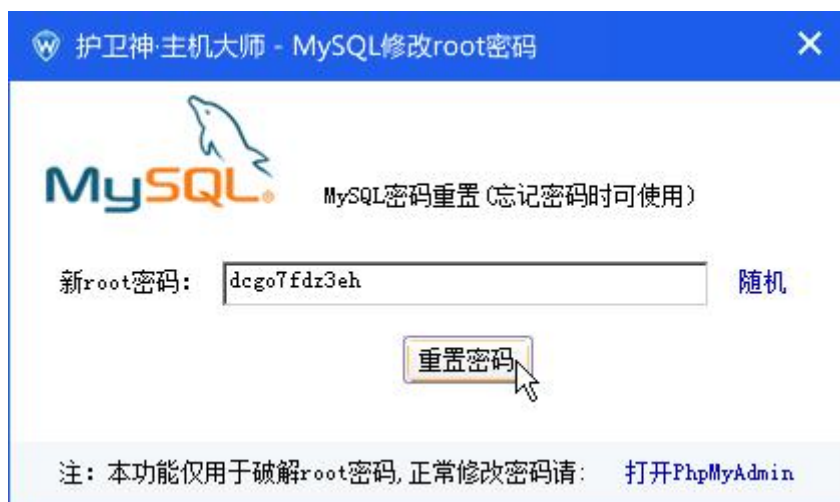 护卫神·主机大师 - MySQL修改root密码
MySQL®
MySQL密码重置(忘记密码时可使用)
新root密码: dcgo7fdz3eh 随机
重置密码
注: 本功能仅用于破解root密码,正常修改密码请: 打开PhpMyAdmin